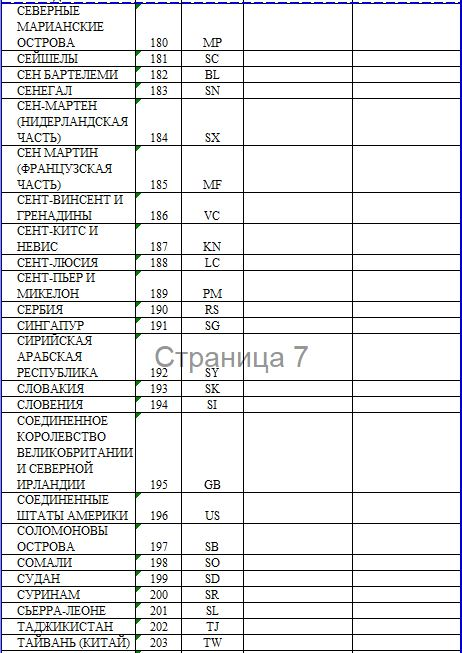 СЕВЕРНЫЕ
МАРИАНСКИЕ
ОСТРОВА 180 MP
СЕЙШЕЛЫ 181 SC
СЕН БАРТЕЛЕМИ 182 BL
СЕНЕГАЛ 183 SN
СЕН-МАРТЕН
(НИДЕРЛАНДСКАЯ
ЧАСТЬ) 184 SX
СЕН МАРТИН
(ФРАНЦУЗСКАЯ
ЧАСТЬ) 185 MF
СЕНТ-ВИНСЕНТ И
ГРЕНАДИНЫ 186 VC
СЕНТ-КИТС И
НЕВИС 187 KN
СЕНТ-ЛЮСИЯ 188 LC
СЕНТ-ПЬЕР И
МИКЕЛОН 189 PM
СЕРБИЯ 190 RS
СИНГАПУР 191 SG
СИРИЙСКАЯ
АРАБСКАЯ
Страница 7
РЕСПУБЛИКА 192 SY
СЛОВАКИЯ 193 SK
СЛОВЕНИЯ 194 SI
СОЕДИНЕННОЕ
КОРОЛЕВСТВО
ВЕЛИКОБРИТАНИИ
И СЕВЕРНОЙ
ИРЛАНДИИ 195 GB
СОЕДИНЕННЫЕ
ШТАТЫ АМЕРИКИ 196 US
СОЛОМОНОВЫ
ОСТРОВА 197 SB
СОМАЛИ 198 SO
СУДАН 199 SD
СУРИНАМ 200 SR
СЬЕРРА-ЛЕОНЕ 201 SL
ТАДЖИКИСТАН 202 TJ
ТАЙВАНЬ (КИТАЙ) 203 TW